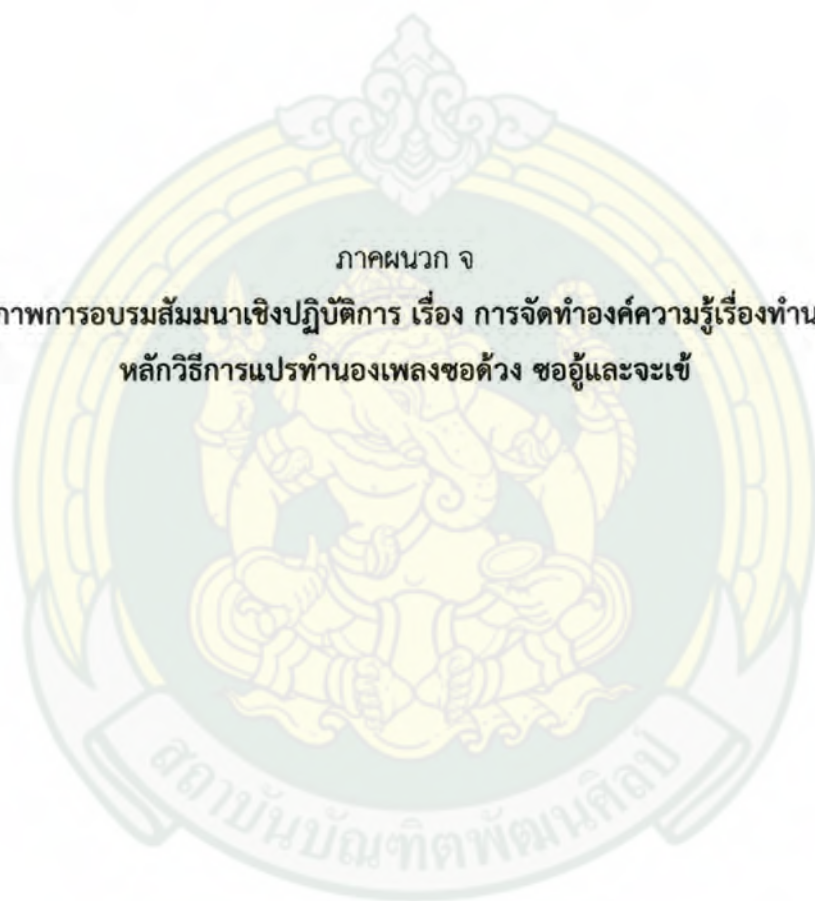 ภาคผนวก จ
ภาพการอบรมสัมมนาเชิงปฏิบัติการ เรื่อง การจัดทำองค์ความรู้เรื่องทำน
หลักวิธีการแปรทำนองเพลงซอด้วง ซออู้และจะเข้
สถาบันบัณฑิตพัฒนศิลป์